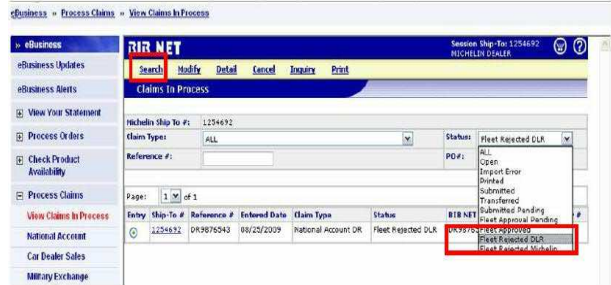 eBusiness » Process Claims » View Claims In Process
» eBusiness
eBusiness Updates
eBusiness Alerts
View Your Statement
Process Orders
Check Product
Availability
Process Claims
View Claims In Process
National Account
Car Dealer Sales
Military Exchange
BIB NET
Session Ship-To: 1254692
MICHELIN DEALER
Search Modify Detail Cancel Inquiry Print
Claims In Process
Michelin Ship To #: 1254692
Claim Type: ALL Status: Fleet Rejected DLR
Reference #: PO#:
ALL
Open
Import Error
Printed
Submitted
Transferred
Submitted Pending
Fleet Approval Pending
Fleet Approved
Fleet Rejected DLR
Fleet Rejected Michelin
Page: 1 of 1
Entry Ship-To # Reference # Entered Date Claim Type Status BIB NET #
1254692 DR9876543 08/25/2009 National Account DR Fleet Rejected DLR DR98765